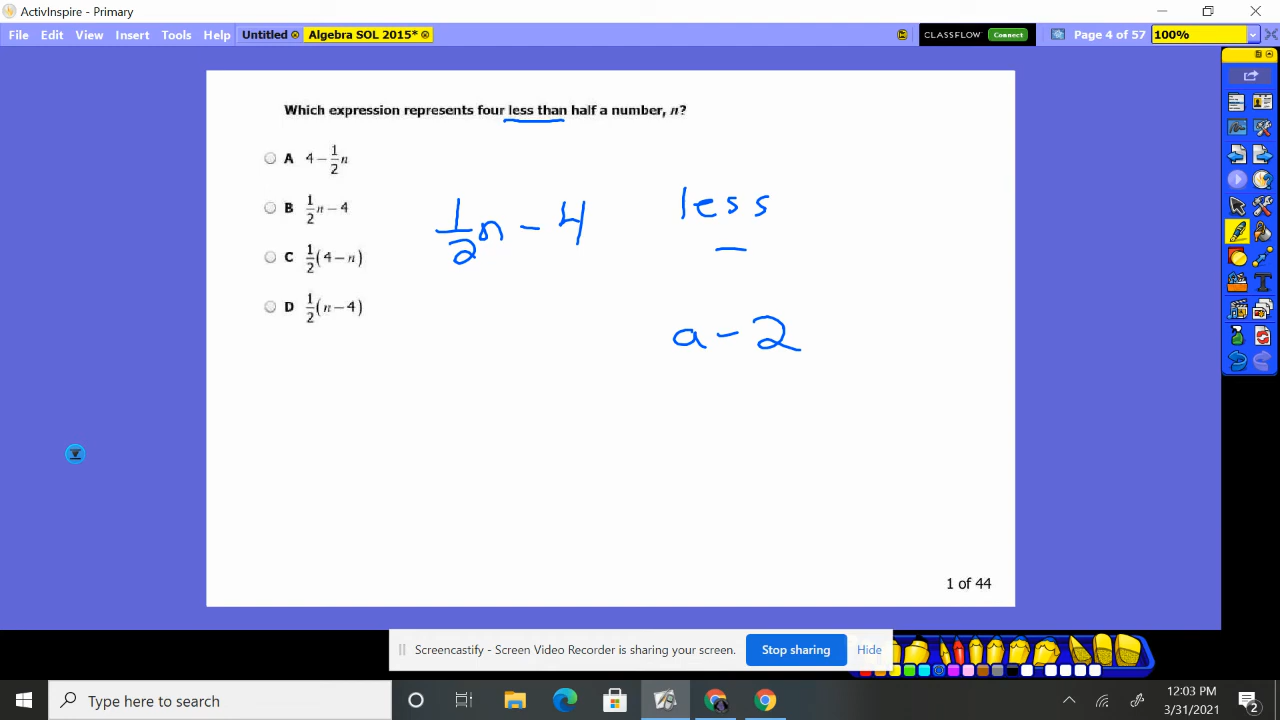 ActivInspire - Primary
File Edit View Insert Tools Help Untitled Algebra SOL 2015* CLASSFLOW Connect Page 4 of 57 100%
Which expression represents four less than half a number, n?
A 4 − 1/2 n
B 1/2 n − 4
C 1/2 (4 − n)
D 1/2 (n − 4)
1/2 n − 4
less
−
a − 2
1 of 44
Screencastify - Screen Video Recorder is sharing your screen. Stop sharing Hide
Type here to search
12:03 PM
3/31/2021
2